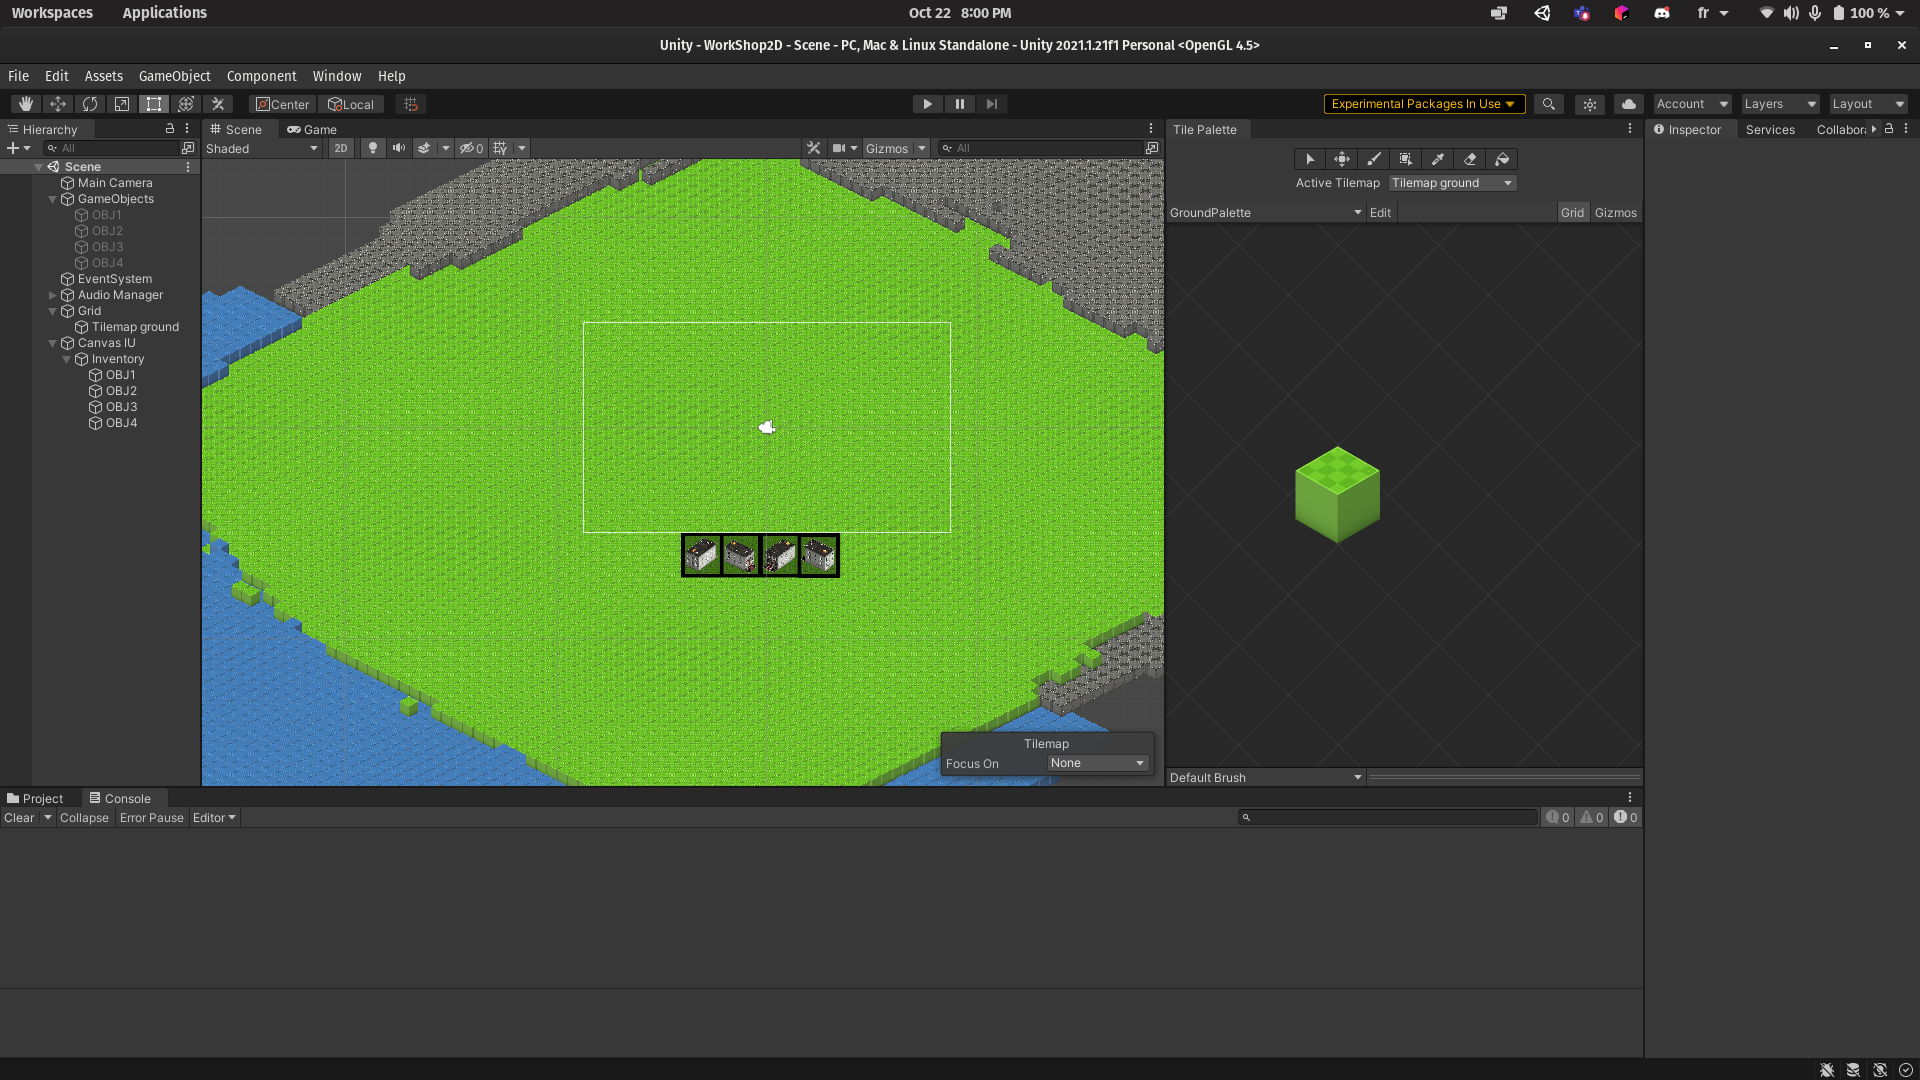 Workspaces Applications Oct 22 8:00 PM fr 100 %
Unity - WorkShop2D - Scene - PC, Mac & Linux Standalone - Unity 2021.1.21f1 Personal <OpenGL 4.5>
File Edit Assets GameObject Component Window Help
Center Local Experimental Packages In Use Account Layers Layout
Hierarchy Scene Game Tile Palette Inspector Services Collabora
All Shaded 2D 0 Gizmos All
Scene
Main Camera
GameObjects
OBJ1
OBJ2
OBJ3
OBJ4
EventSystem
Audio Manager
Grid
Tilemap ground
Canvas IU
Inventory
OBJ1
OBJ2
OBJ3
OBJ4
Active Tilemap Tilemap ground
GroundPalette Edit Grid Gizmos
Tilemap
Focus On None
Default Brush
Project Console
Clear Collapse Error Pause Editor 0 0 0